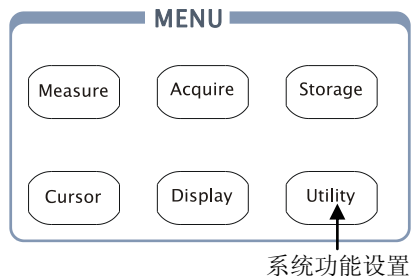 MENU
Measure Acquire Storage
Cursor Display Utility
系统功能设置